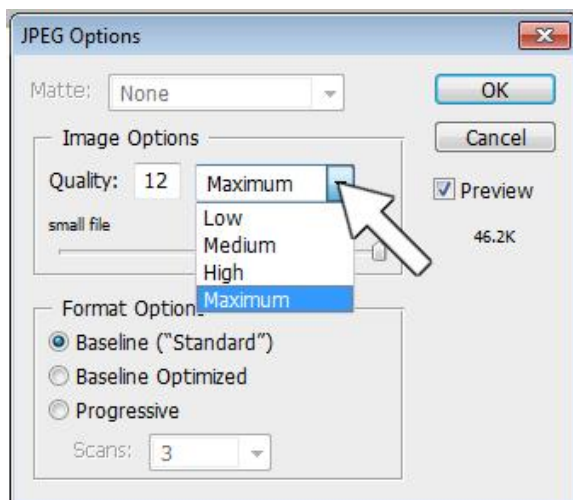 JPEG Options
Matte: None
OK
Image Options
Cancel
Quality: 12 Maximum
Preview
Low
small file
46.2K
Medium
High
Maximum
Format
Baseline ("Standard")
Baseline Optimized
Progressive
Scans: 3